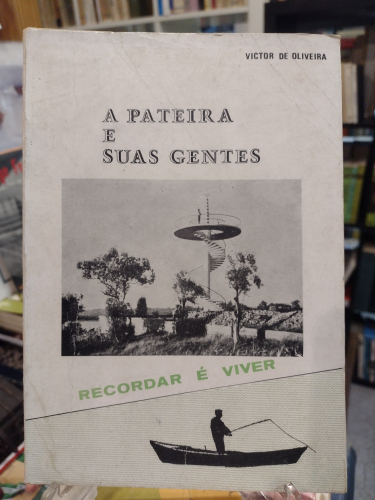 VICTOR DE OLIVEIRA
A PATEIRA
E
SUAS GENTES
RECORDAR É VIVER